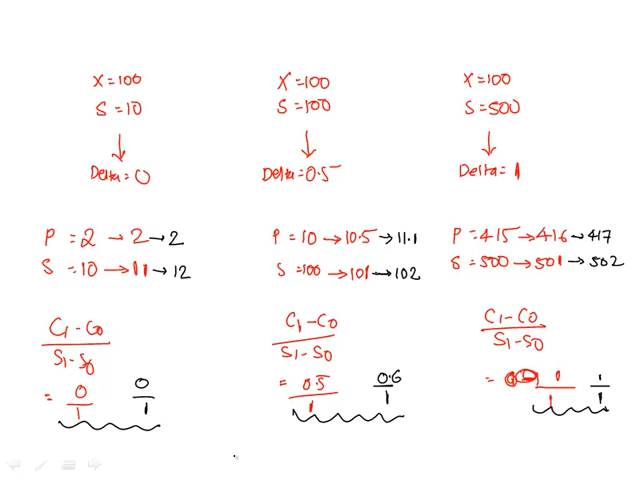 X=100
S=10
Delta=0
P = 2 → 2 → 2
S = 10 → 11 → 12
C1 - C0
S1 - S0
= 0 0
1 1
X=100
S=100
Delta=0.5
P = 10 → 10.5 → 11.1
S = 100 → 101 → 102
C1 - C0
S1 - S0
= 0.5 0.6
1 1
X=100
S=500
Delta=1
P = 415 → 416 → 417
S = 500 → 501 → 502
C1 - C0
S1 - S0
= 1 1
1 1